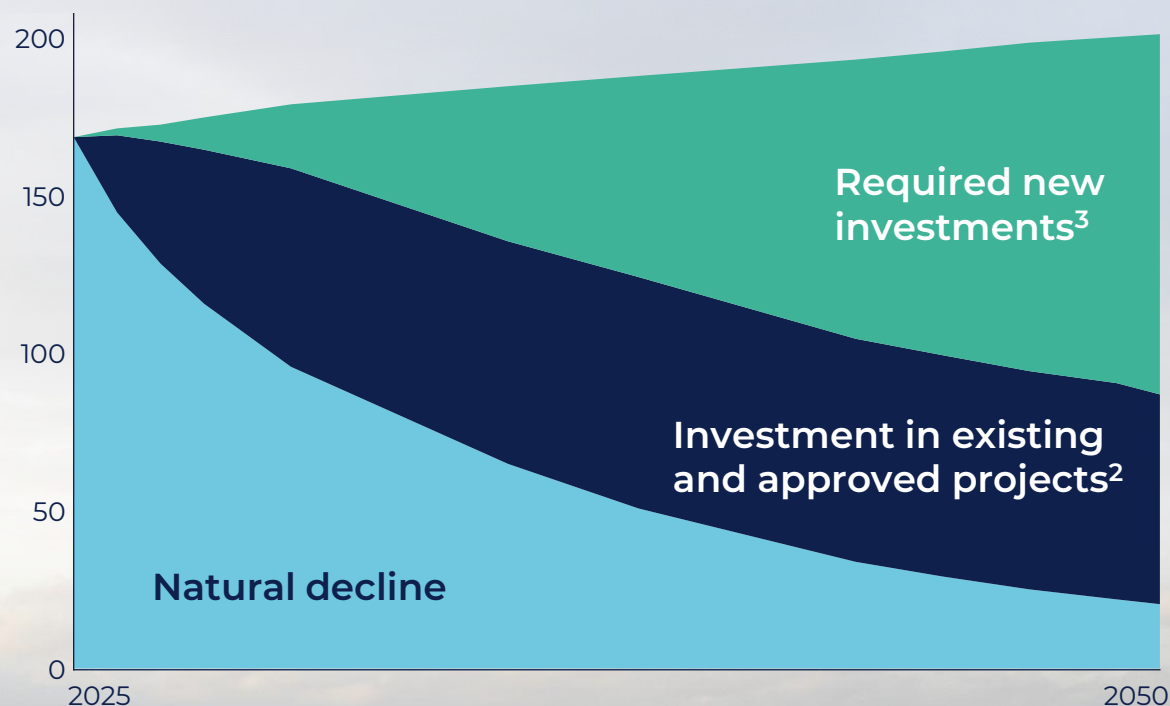 200
150
100
50
0
Required new
investments³
Investment in existing
and approved projects²
Natural decline
2025
2050